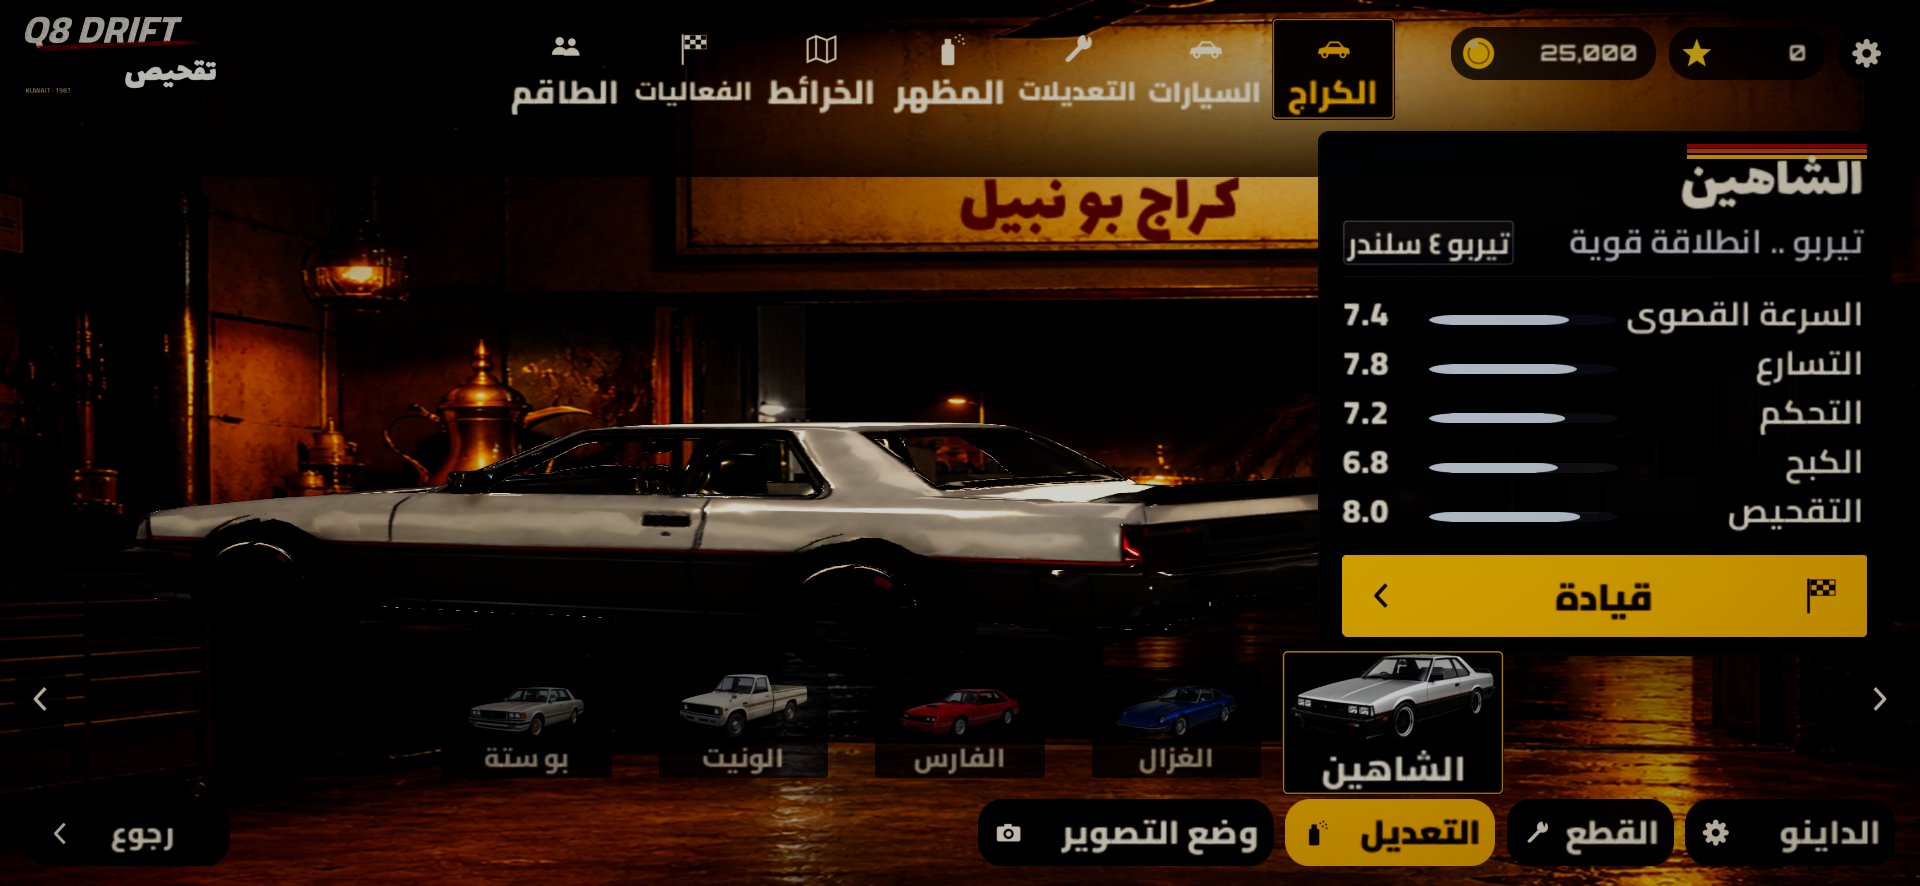 Q8 DRIFT
تقحيص
KUWAIT · 1987
الكراج
السيارات
التعديلات
المظهر
الخرائط
الفعاليات
الطاقم
25,000
0
كراج بو نبيل
الشاهين
تيربو .. انطلاقة قوية
تيربو ٤ سلندر
السرعة القصوى 7.4
التسارع 7.8
التحكم 7.2
الكبح 6.8
التقحيص 8.0
قيادة
الشاهين
الغزال
الفارس
الونيت
بو ستة
الداينو
القطع
التعديل
وضع التصوير
رجوع